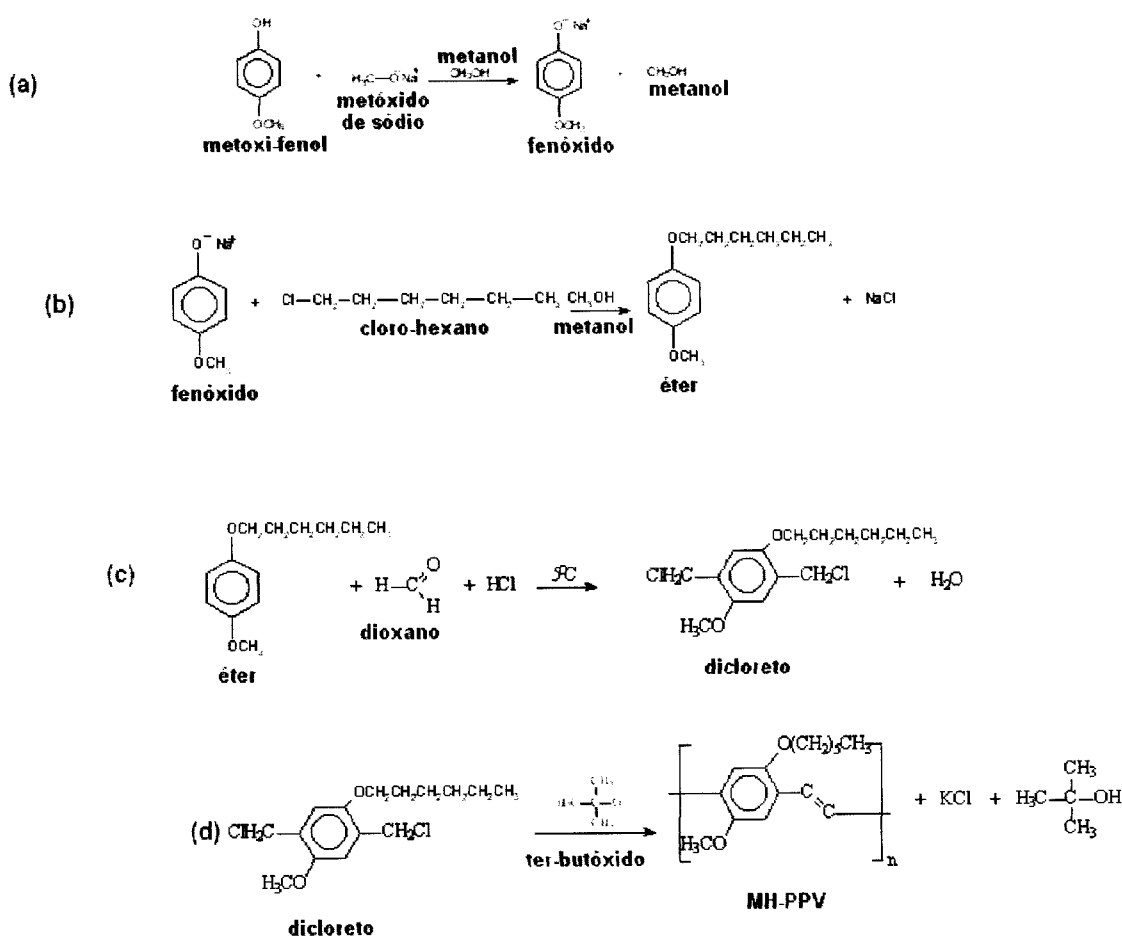 (a)
OH
OCH₃
metoxi-fenol
+
H₃C—O⁻Na⁺
metóxido
de sódio
metanol
CH₃OH
O⁻ Na⁺
OCH₃
fenóxido
CH₃OH
metanol
(b)
O⁻ Na⁺
OCH₃
fenóxido
+
Cl—CH₂—CH₂—CH₂—CH₂—CH₂—CH₃
cloro-hexano
CH₃OH
metanol
OCH₂CH₂CH₂CH₂CH₂CH₃
OCH₃
éter
+ NaCl
(c)
OCH₂CH₂CH₂CH₂CH₂CH₃
OCH₃
éter
+ H—C
O
H
dioxano
+ HCl
OCH₂CH₂CH₂CH₂CH₂CH₃
ClH₂C
CH₂Cl
H₃CO
dicloreto
+ H₂O
(d)
OCH₂CH₂CH₂CH₂CH₂CH₃
ClH₂C
CH₂Cl
H₃CO
dicloreto
ter-butóxido
O(CH₂)₅CH₃
C
H₃CO
n
MH-PPV
+ KCl +
CH₃
H₃C—C—OH
CH₃